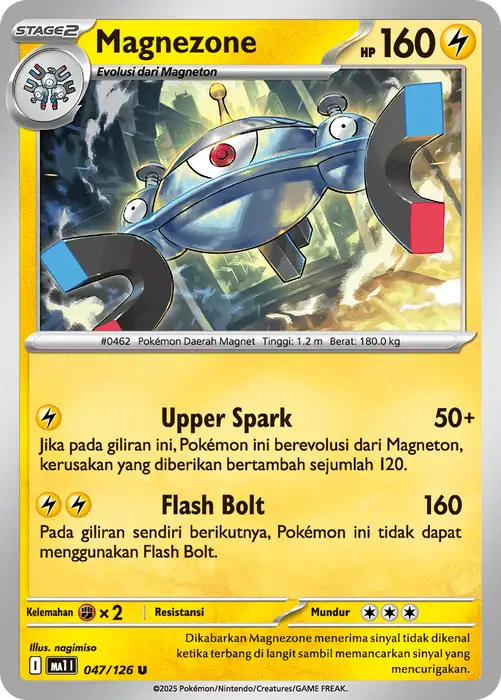 STAGE2 Magnezone HP 160
Evolusi dari Magneton
#0462 Pokémon Daerah Magnet Tinggi: 1.2 m Berat: 180.0 kg
Upper Spark 50+
Jika pada giliran ini, Pokémon ini berevolusi dari Magneton,
kerusakan yang diberikan bertambah sejumlah 120.
Flash Bolt 160
Pada giliran sendiri berikutnya, Pokémon ini tidak dapat
menggunakan Flash Bolt.
Kelemahan ×2 Resistansi Mundur
Illus. nagimiso
Dikabarkan Magnezone menerima sinyal tidak dikenal
ketika terbang di langit sambil memancarkan sinyal yang
mencurigakan.
I MA1 I 047/126 U
©2025 Pokémon/Nintendo/Creatures/GAME FREAK.